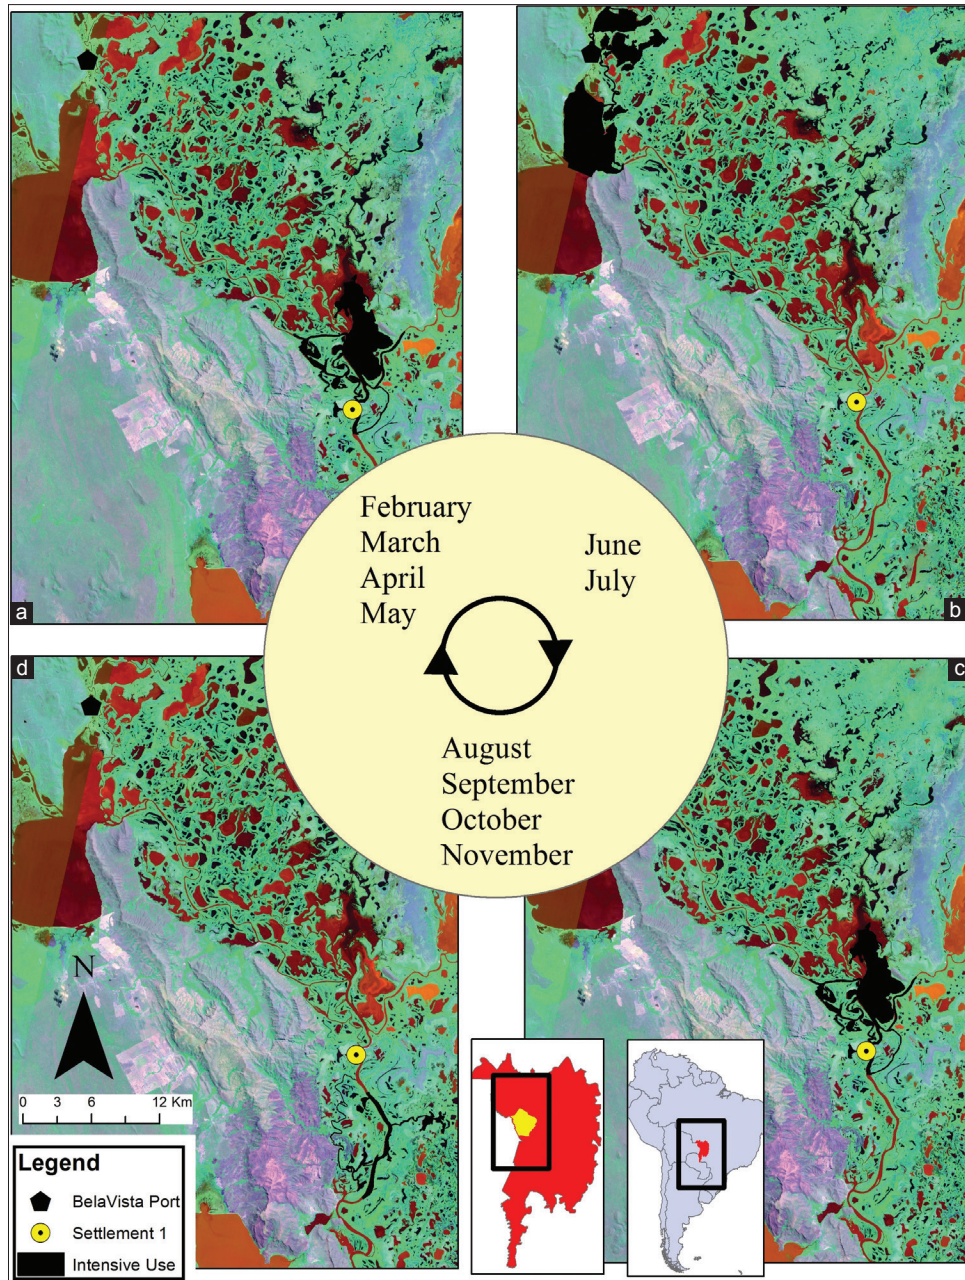 a
b
February
March
April
May
June
July
d
c
August
September
October
November
N
0 3 6 12 Km
Legend
BelaVista Port
Settlement 1
Intensive Use